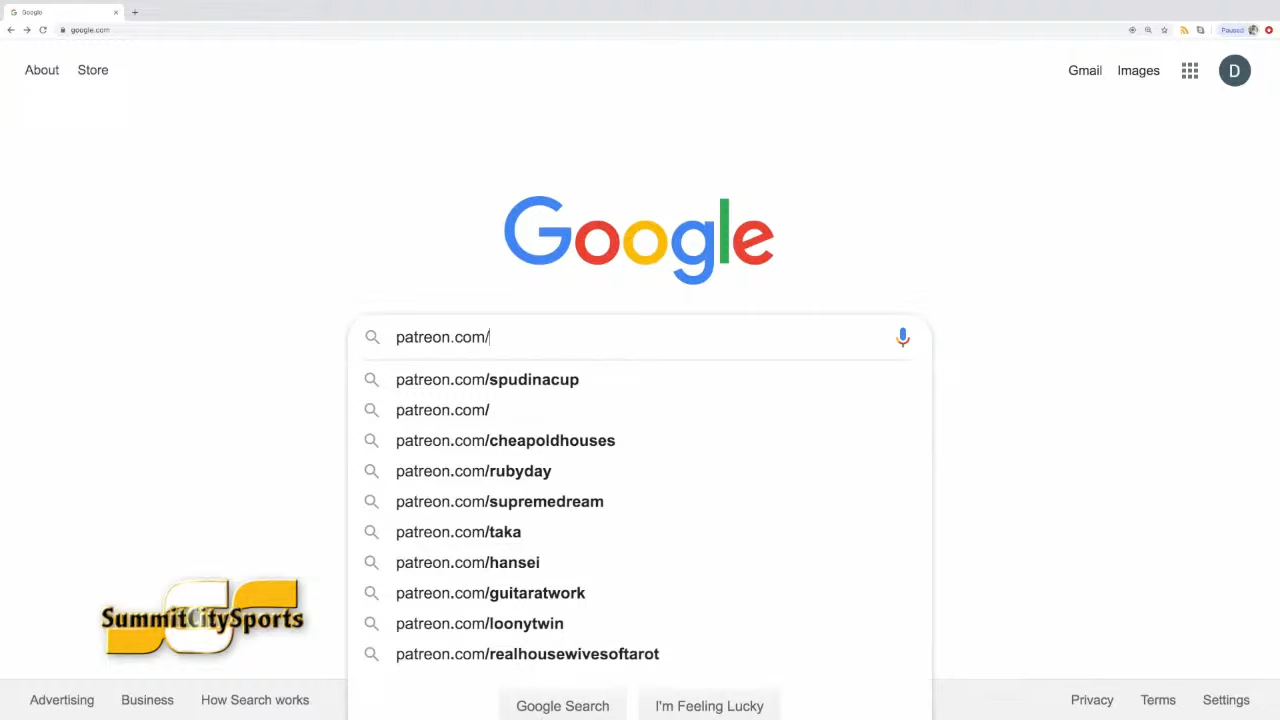 Google
google.com
Paused
About Store
Gmail Images
D
Google
patreon.com/
patreon.com/spudinacup
patreon.com/
patreon.com/cheapoldhouses
patreon.com/rubyday
patreon.com/supremedream
patreon.com/taka
patreon.com/hansei
patreon.com/guitaratwork
patreon.com/loonytwin
patreon.com/realhousewivesoftarot
SummitCitySports
Advertising Business How Search works
Google Search I'm Feeling Lucky
Privacy Terms Settings